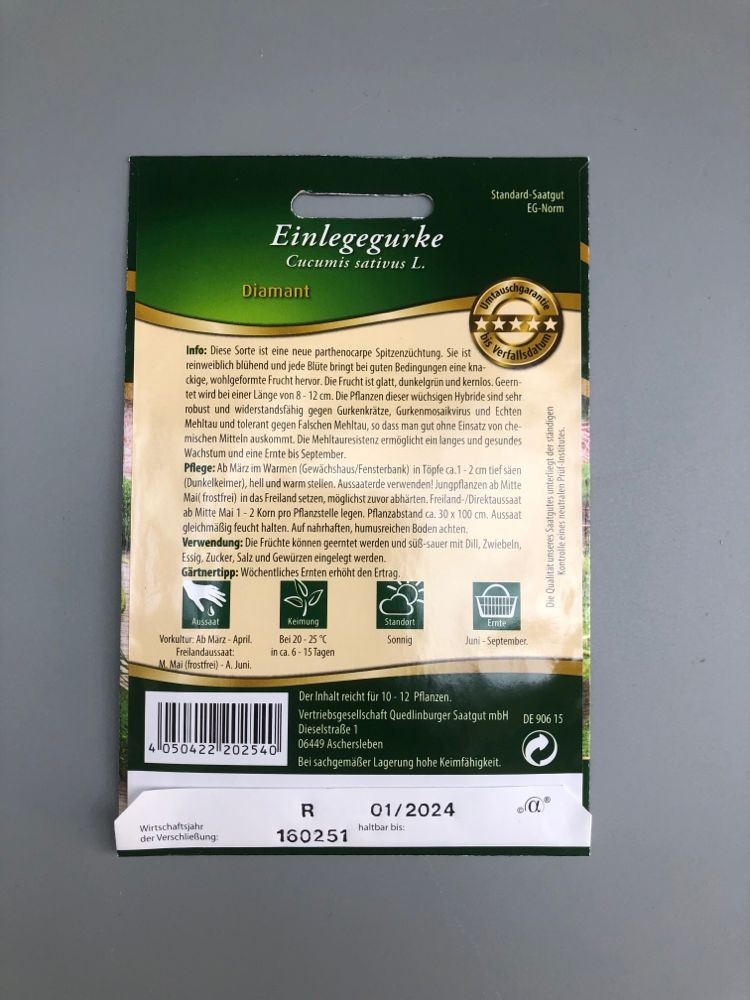 Standard-Saatgut
EG-Norm
Einlegegurke
Cucumis sativus L.
Diamant
Umtauschgarantie
bis Verfallsdatum
Info: Diese Sorte ist eine neue parthenocarpe Spitzenzüchtung. Sie ist
reinweiblich blühend und jede Blüte bringt bei guten Bedingungen eine kna-
ckige, wohlgeformte Frucht hervor. Die Frucht ist glatt, dunkelgrün und kernlos. Geern-
tet wird bei einer Länge von 8 - 12 cm. Die Pflanzen dieser wüchsigen Hybride sind sehr
robust und widerstandsfähig gegen Gurkenkrätze, Gurkenmosaikvirus und Echten
Mehltau und tolerant gegen Falschen Mehltau, so dass man gut ohne Einsatz von che-
mischen Mitteln auskommt. Die Mehltauresistenz ermöglicht ein langes und gesundes
Wachstum und eine Ernte bis September.
Pflege: Ab März im Warmen (Gewächshaus/Fensterbank) in Töpfe ca.1 - 2 cm tief säen
(Dunkelkeimer), hell und warm stellen. Aussaaterde verwenden! Jungpflanzen ab Mitte
Mai( frostfrei) in das Freiland setzen, möglichst zuvor abhärten. Freiland-/Direktaussaat
ab Mitte Mai 1 - 2 Korn pro Pflanzstelle legen. Pflanzabstand ca. 30 x 100 cm. Aussaat
gleichmäßig feucht halten. Auf nahrhaften, humusreichen Boden achten.
Verwendung: Die Früchte können geerntet werden und süß-sauer mit Dill, Zwiebeln,
Essig, Zucker, Salz und Gewürzen eingelegt werden.
Gärtnertipp: Wöchentliches Ernten erhöht den Ertrag.
Die Qualität unseres Saatgutes unterliegt der ständigen
Kontrolle eines neutralen Prüf-Institutes.
Aussaat
Vorkultur: Ab März - April.
Freilandaussaat:
M. Mai (frostfrei) - A. Juni.
Keimung
Bei 20 - 25 °C
in ca. 6 - 15 Tagen
Standort
Sonnig
Ernte
Juni - September.
4 050422 202540
Der Inhalt reicht für 10 - 12 Pflanzen.
Vertriebsgesellschaft Quedlinburger Saatgut mbH
Dieselstraße 1
06449 Aschersleben
Bei sachgemäßer Lagerung hohe Keimfähigkeit.
DE 906 15
R 01/2024
©α®
Wirtschaftsjahr
der Verschließung: 160251 haltbar bis: